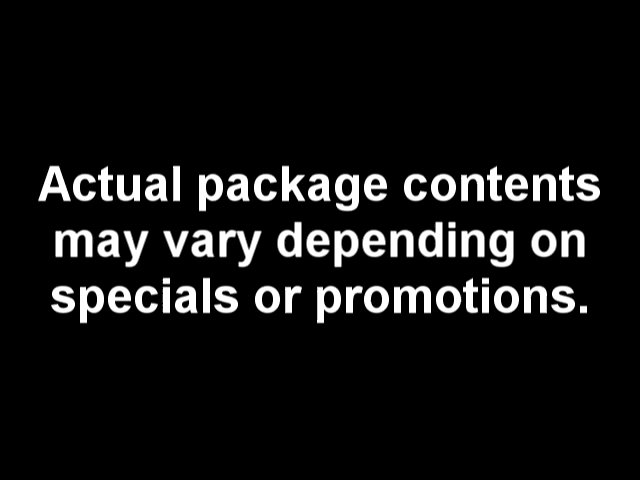 Actual package contents
may vary depending on
specials or promotions.